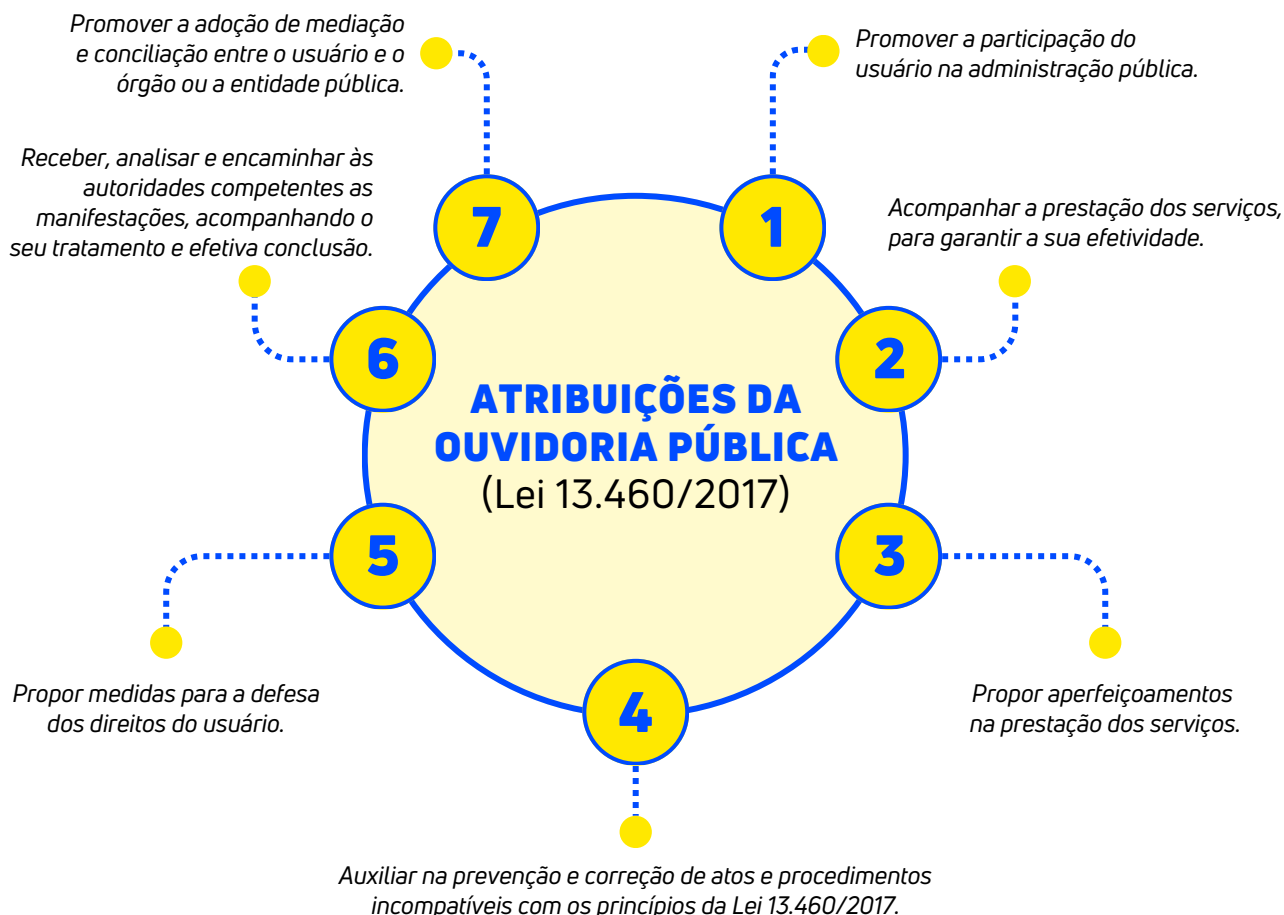 ATRIBUIÇÕES DA
OUVIDORIA PÚBLICA
(Lei 13.460/2017)
1
Promover a participação do
usuário na administração pública.
2
Acompanhar a prestação dos serviços,
para garantir a sua efetividade.
3
Propor aperfeiçoamentos
na prestação dos serviços.
4
Auxiliar na prevenção e correção de atos e procedimentos
incompatíveis com os princípios da Lei 13.460/2017.
5
Propor medidas para a defesa
dos direitos do usuário.
6
Receber, analisar e encaminhar às
autoridades competentes as
manifestações, acompanhando o
seu tratamento e efetiva conclusão.
7
Promover a adoção de mediação
e conciliação entre o usuário e o
órgão ou a entidade pública.